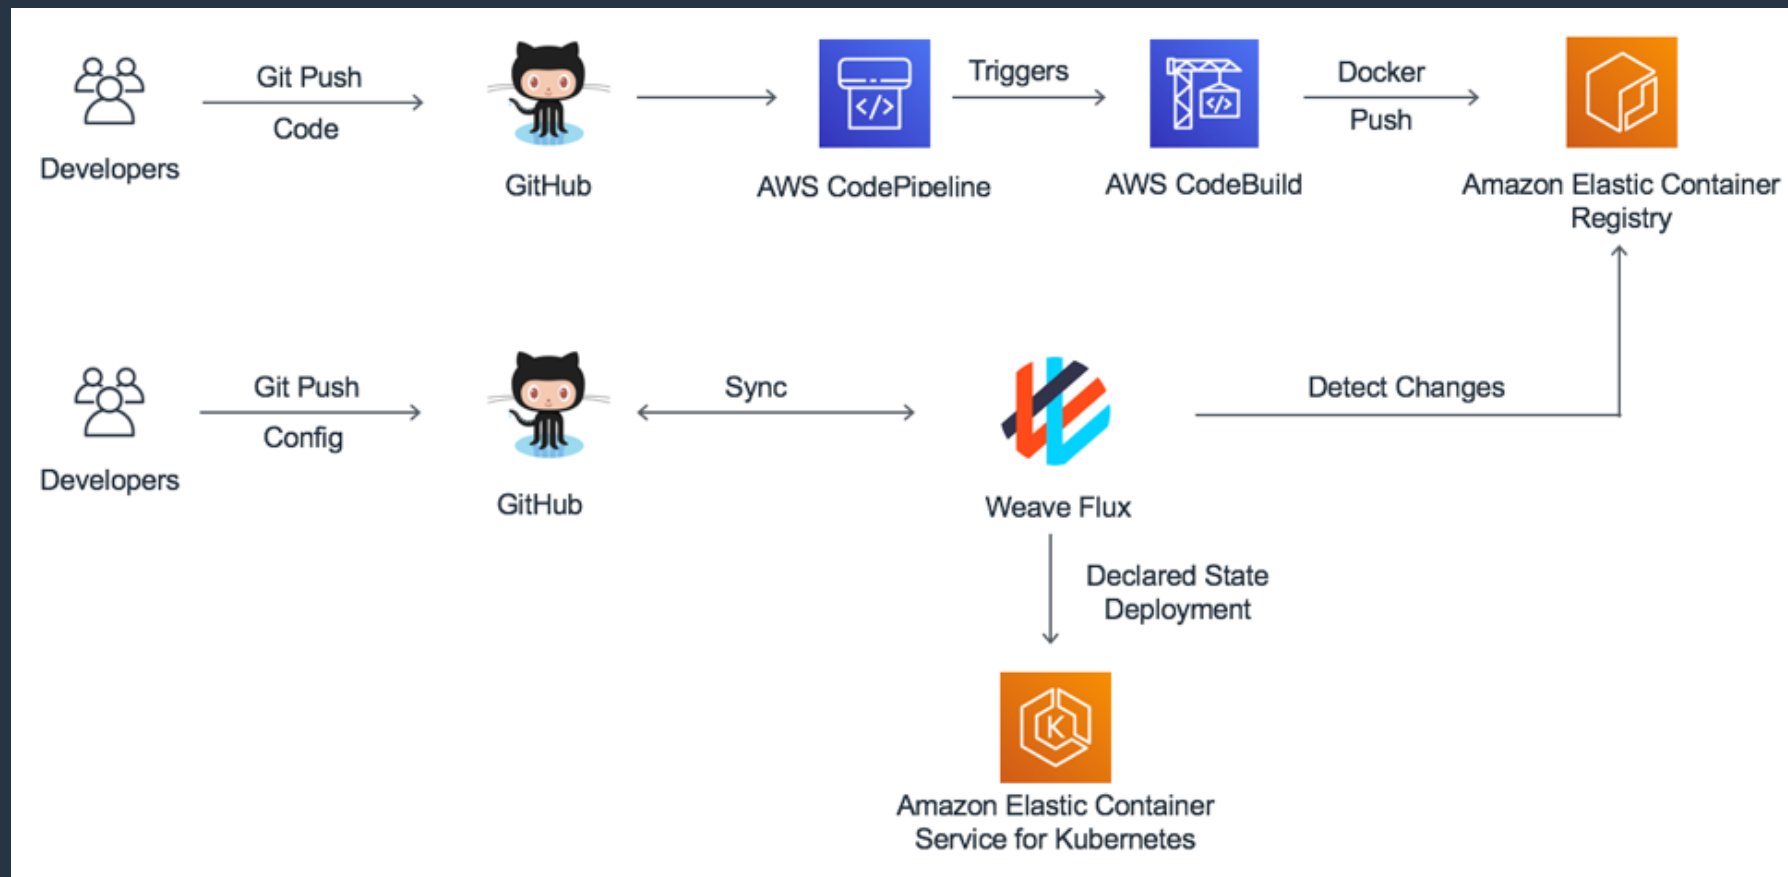 Git Push
Code
Developers
GitHub
AWS CodePipeline
Triggers
AWS CodeBuild
Docker
Push
Amazon Elastic Container
Registry
Git Push
Config
Developers
GitHub
Sync
Weave Flux
Detect Changes
Declared State
Deployment
K
Amazon Elastic Container
Service for Kubernetes